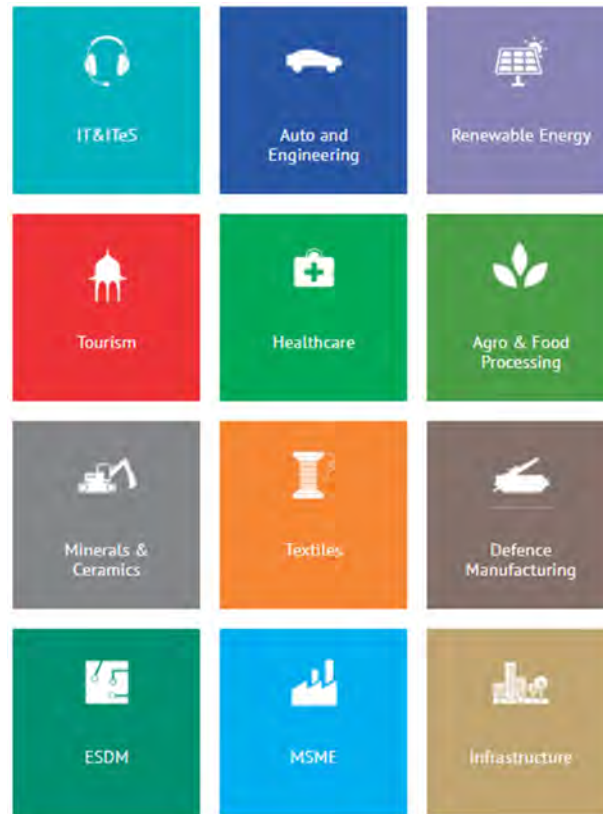 IT&ITeS
Auto and
Engineering
Renewable Energy
Tourism
Healthcare
Agro & Food
Processing
Minerals &
Ceramics
Textiles
Defence
Manufacturing
ESDM
MSME
Infrastructure